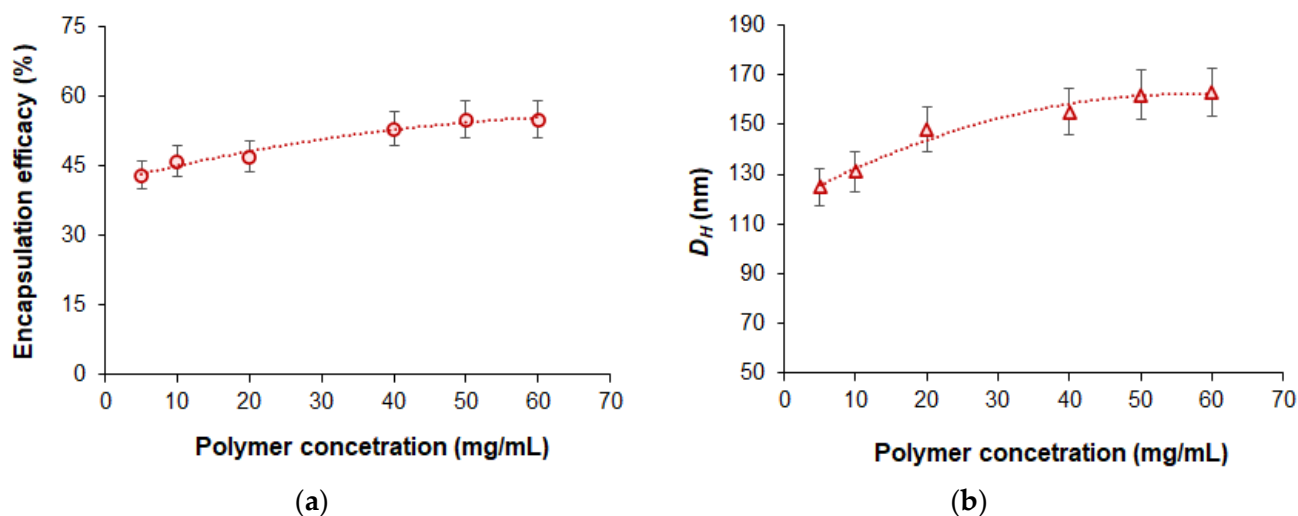 Encapsulation efficacy (%)
75
60
45
30
15
0
0 10 20 30 40 50 60 70
Polymer concetration (mg/mL)
(a)
D_H (nm)
190
170
150
130
110
90
70
50
0 10 20 30 40 50 60 70
Polymer concetration (mg/mL)
(b)